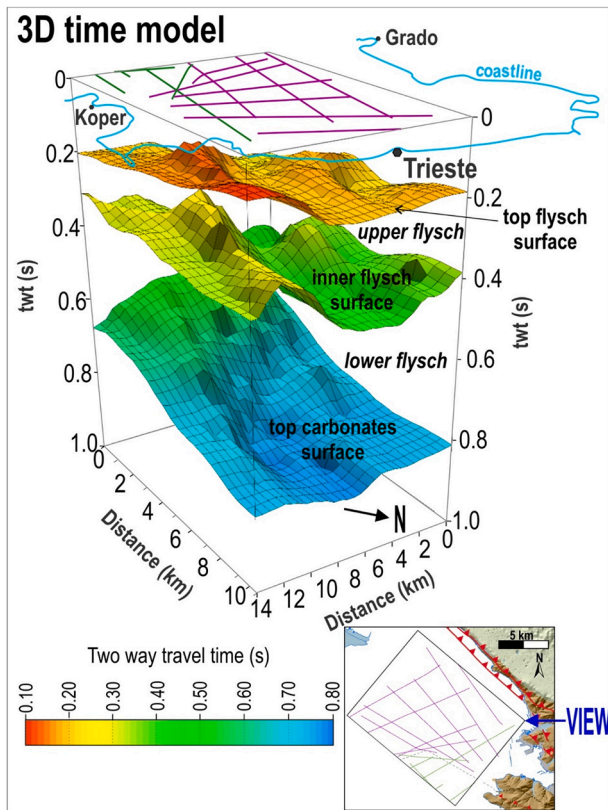 3D time model
Grado
coastline
Koper
Trieste
0
0.2
0.4
0.6
0.8
1.0
twt (s)
0
0.2
0.4
0.6
0.8
1.0
twt (s)
top flysch
surface
upper flysch
inner flysch
surface
lower flysch
top carbonates
surface
N
0
2
4
6
8
10
Distance (km)
14 12 10 8 6 4 2 0
Distance (km)
Two way travel time (s)
0.10 0.20 0.30 0.40 0.50 0.60 0.70 0.80
5 km
N
VIEW